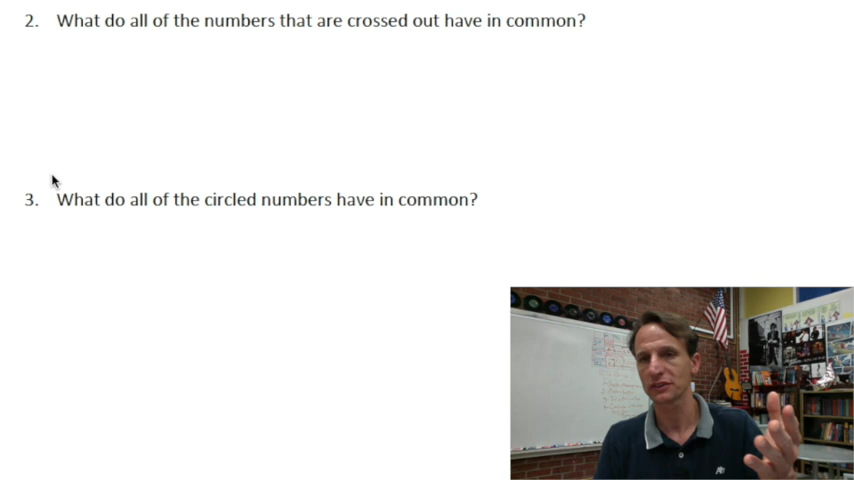 2. What do all of the numbers that are crossed out have in common?
3. What do all of the circled numbers have in common?